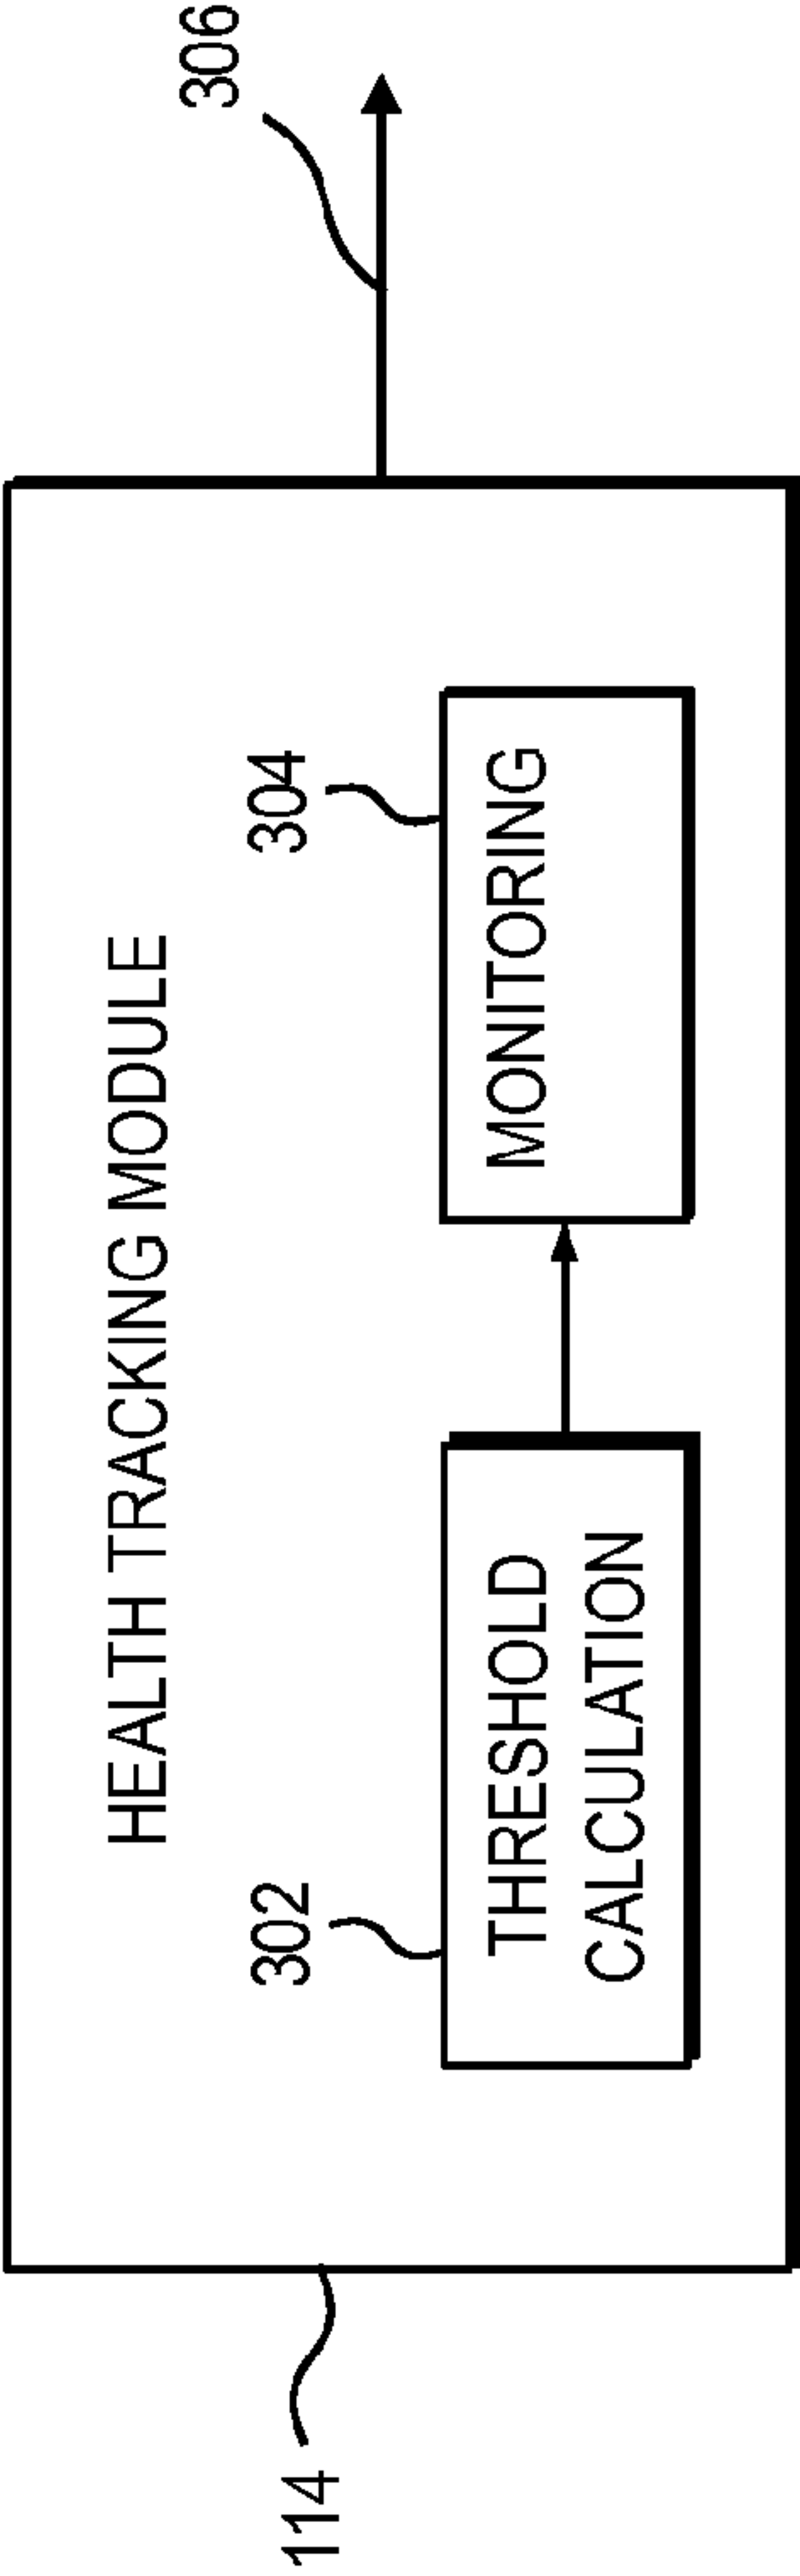 306
HEALTH TRACKING MODULE
302
304
THRESHOLD
CALCULATION
MONITORING
114